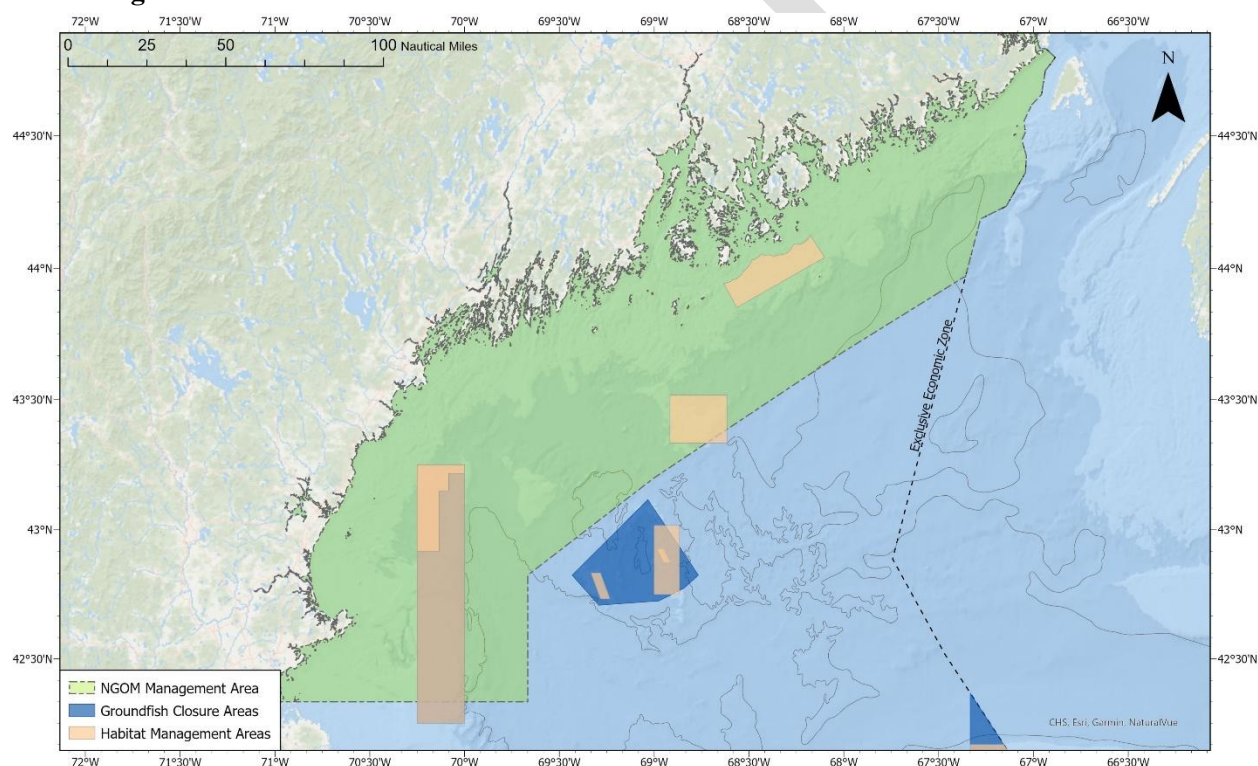 72°W 71°30'W 71°W 70°30'W 70°W 69°30'W 69°W 68°30'W 68°W 67°30'W 67°W 66°30'W
0 25 50 100 Nautical Miles
N
44°30'N 44°30'N
44°N 44°N
Exclusive Economic Zone
43°30'N 43°30'N
43°N 43°N
42°30'N 42°30'N
NGOM Management Area
Groundfish Closure Areas
Habitat Management Areas
CHS, Esri, Garmin, NaturalVue
72°W 71°30'W 71°W 70°30'W 70°W 69°30'W 69°W 68°30'W 68°W 67°30'W 67°W 66°30'W